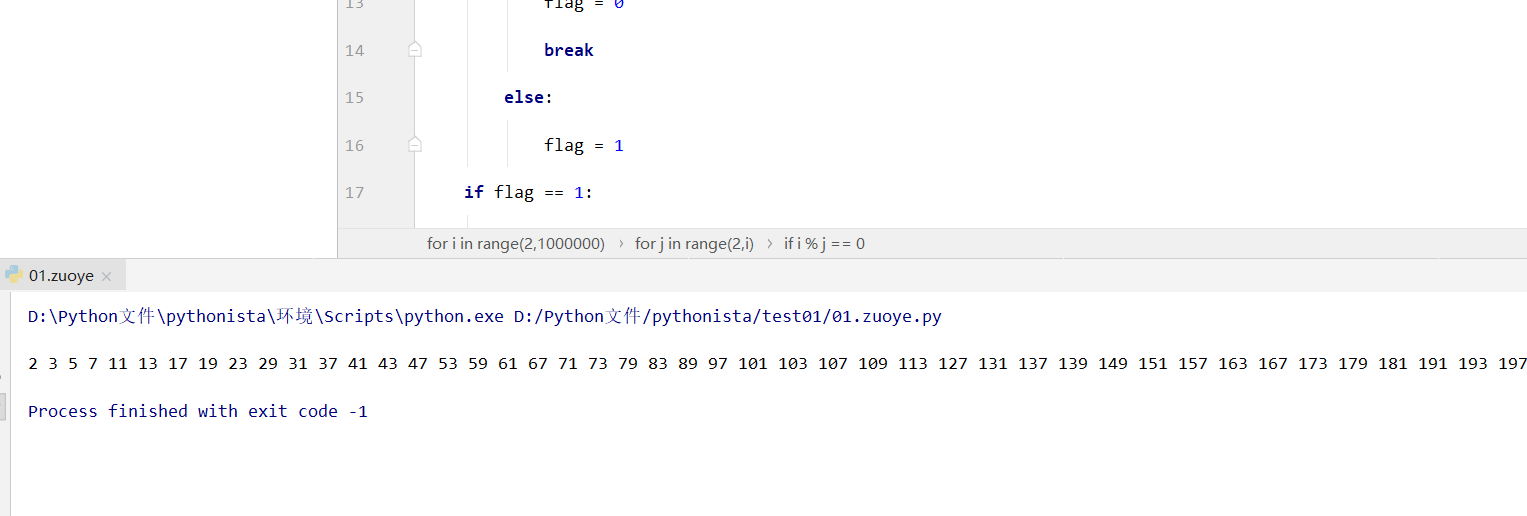 13 flag = 0
14 break
15 else:
16 flag = 1
17 if flag == 1:
for i in range(2,1000000) › for j in range(2,i) › if i % j == 0
01.zuoye ×
D:\Python文件\pythonista\环境\Scripts\python.exe D:/Python文件/pythonista/test01/01.zuoye.py
2 3 5 7 11 13 17 19 23 29 31 37 41 43 47 53 59 61 67 71 73 79 83 89 97 101 103 107 109 113 127 131 137 139 149 151 157 163 167 173 179 181 191 193 197
Process finished with exit code -1